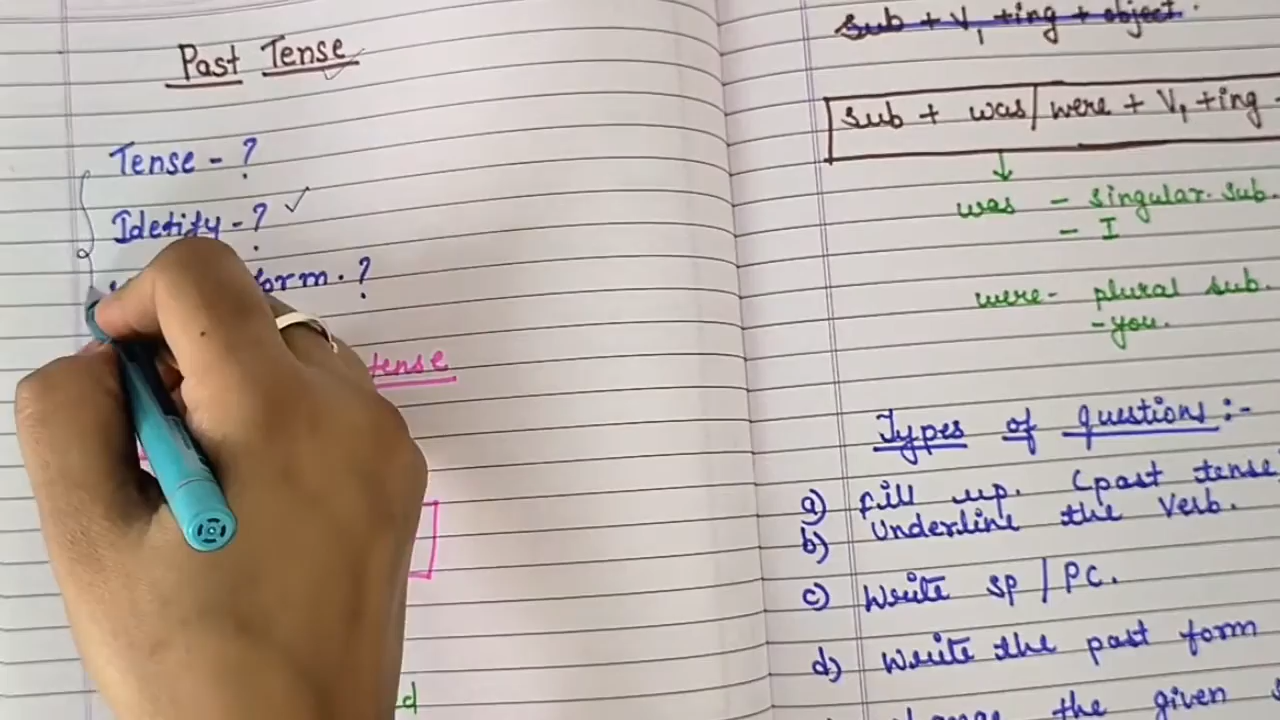 Past Tense
Tense - ?
Idetify - ?
form. ?
tense
d
sub + V1 +ing + object.
sub + was/were + V1 +ing
was - singular. sub.
- I
were - plural sub.
- you.
Types of questions :-
a) fill up. (past tense
b) Underline the Verb.
c) Write SP / PC.
d) Write the past form
the given